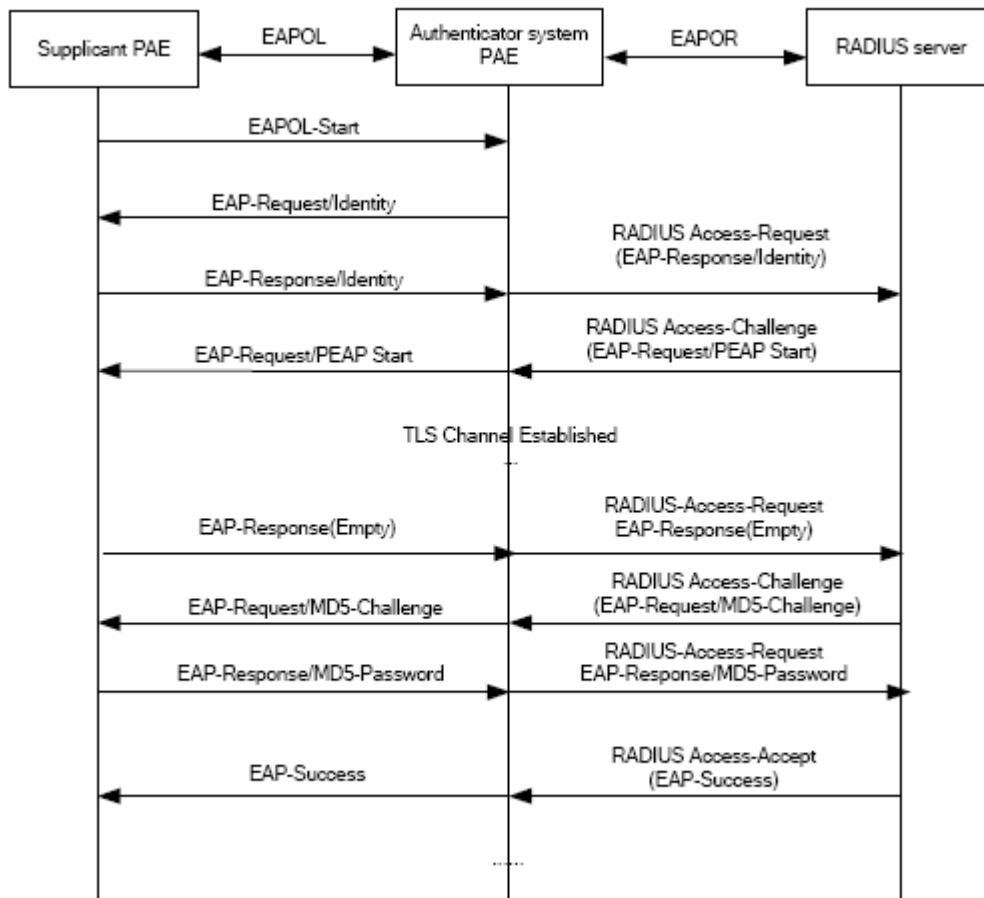 Supplicant PAE
EAPOL
Authenticator system
PAE
EAPOR
RADIUS server
EAPOL-Start
EAP-Request/Identity
RADIUS Access-Request
(EAP-Response/Identity)
EAP-Response/Identity
RADIUS Access-Challenge
(EAP-Request/PEAP Start)
EAP-Request/PEAP Start
TLS Channel Established
RADIUS-Access-Request
EAP-Response(Empty)
EAP-Response(Empty)
RADIUS Access-Challenge
(EAP-Request/MD5-Challenge)
EAP-Request/MD5-Challenge
RADIUS-Access-Request
EAP-Response/MD5-Password
EAP-Response/MD5-Password
RADIUS Access-Accept
(EAP-Success)
EAP-Success